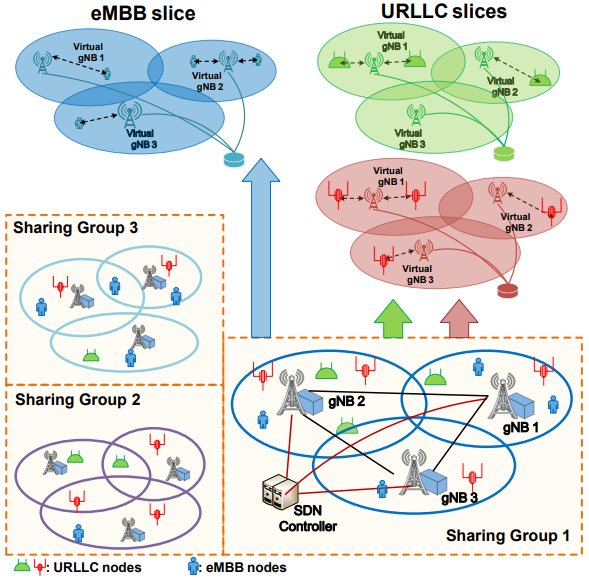 eMBB slice
URLLC slices
Virtual
gNB 1
Virtual
gNB 2
Virtual
gNB 3
Virtual
gNB 1
Virtual
gNB 2
Virtual
gNB 3
Virtual
gNB 1
Virtual
gNB 2
Virtual
gNB 3
Sharing Group 3
Sharing Group 2
gNB 2
gNB 1
gNB 3
SDN
Controller
Sharing Group 1
: URLLC nodes
: eMBB nodes